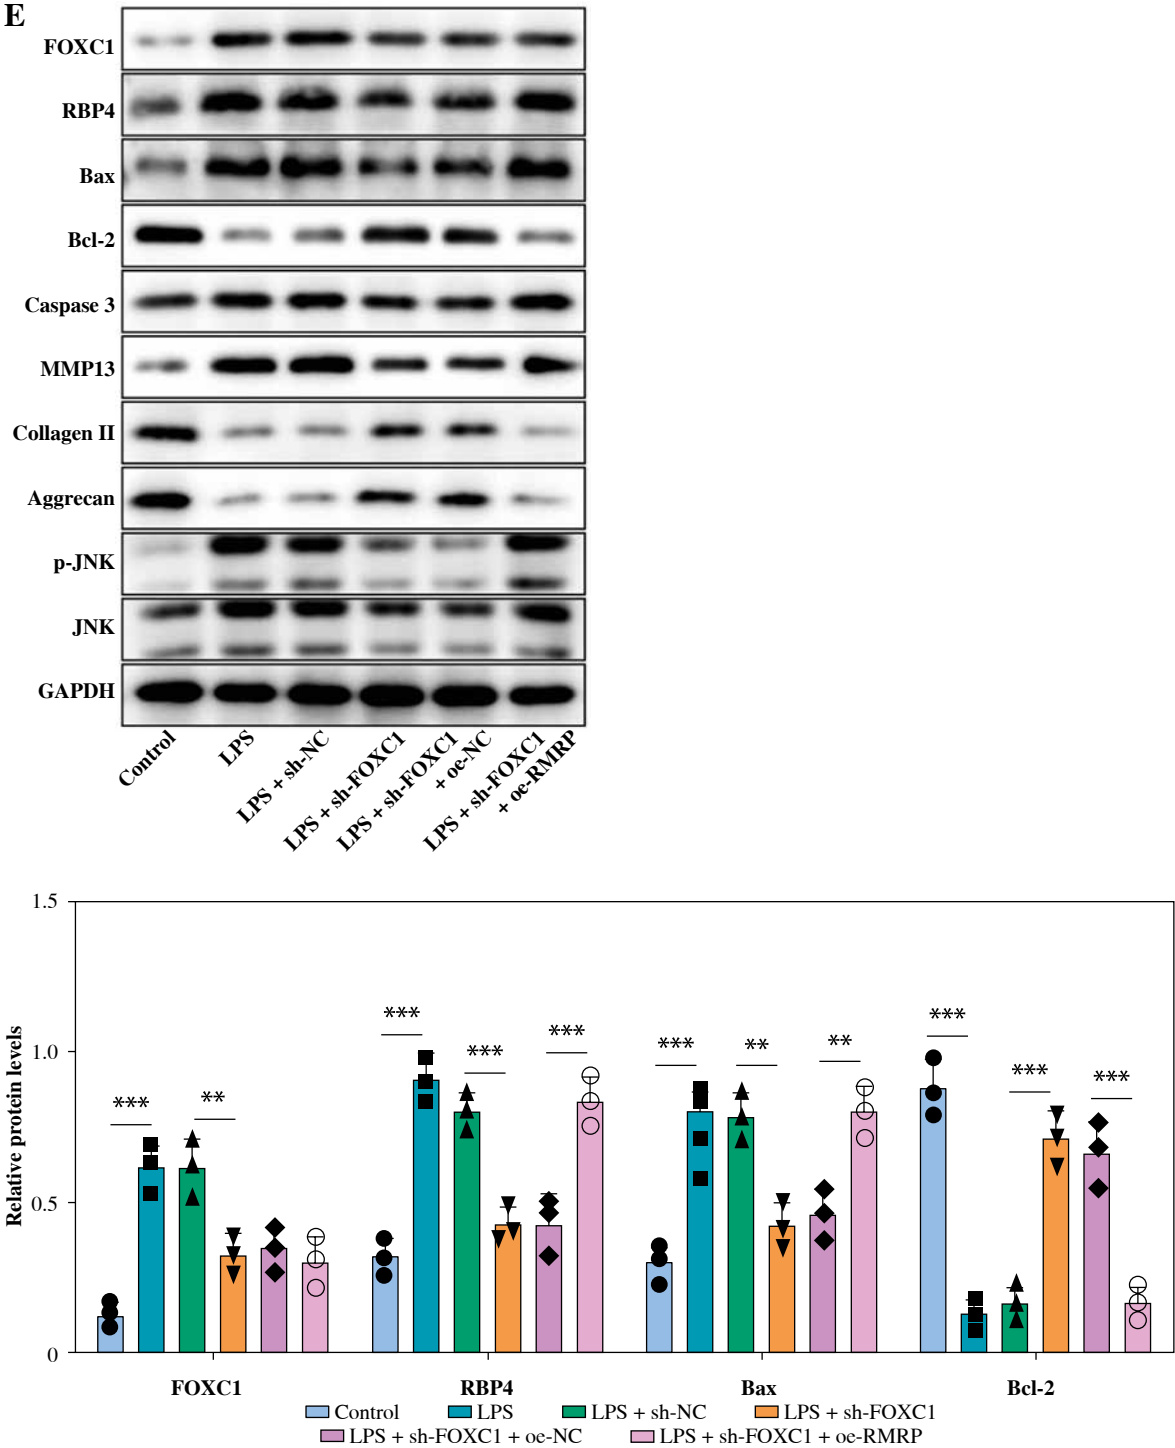 E
FOXC1
RBP4
Bax
Bcl-2
Caspase 3
MMP13
Collagen II
Aggrecan
p-JNK
JNK
GAPDH
Control
LPS
LPS + sh-NC
LPS + sh-FOXC1
LPS + sh-FOXC1
+ oe-NC
LPS + sh-FOXC1
+ oe-RMRP
Relative protein levels
1.5
1.0
0.5
0
*** ** *** *** *** *** ** ** *** *** ***
FOXC1 RBP4 Bax Bcl-2
Control LPS LPS + sh-NC LPS + sh-FOXC1
LPS + sh-FOXC1 + oe-NC LPS + sh-FOXC1 + oe-RMRP